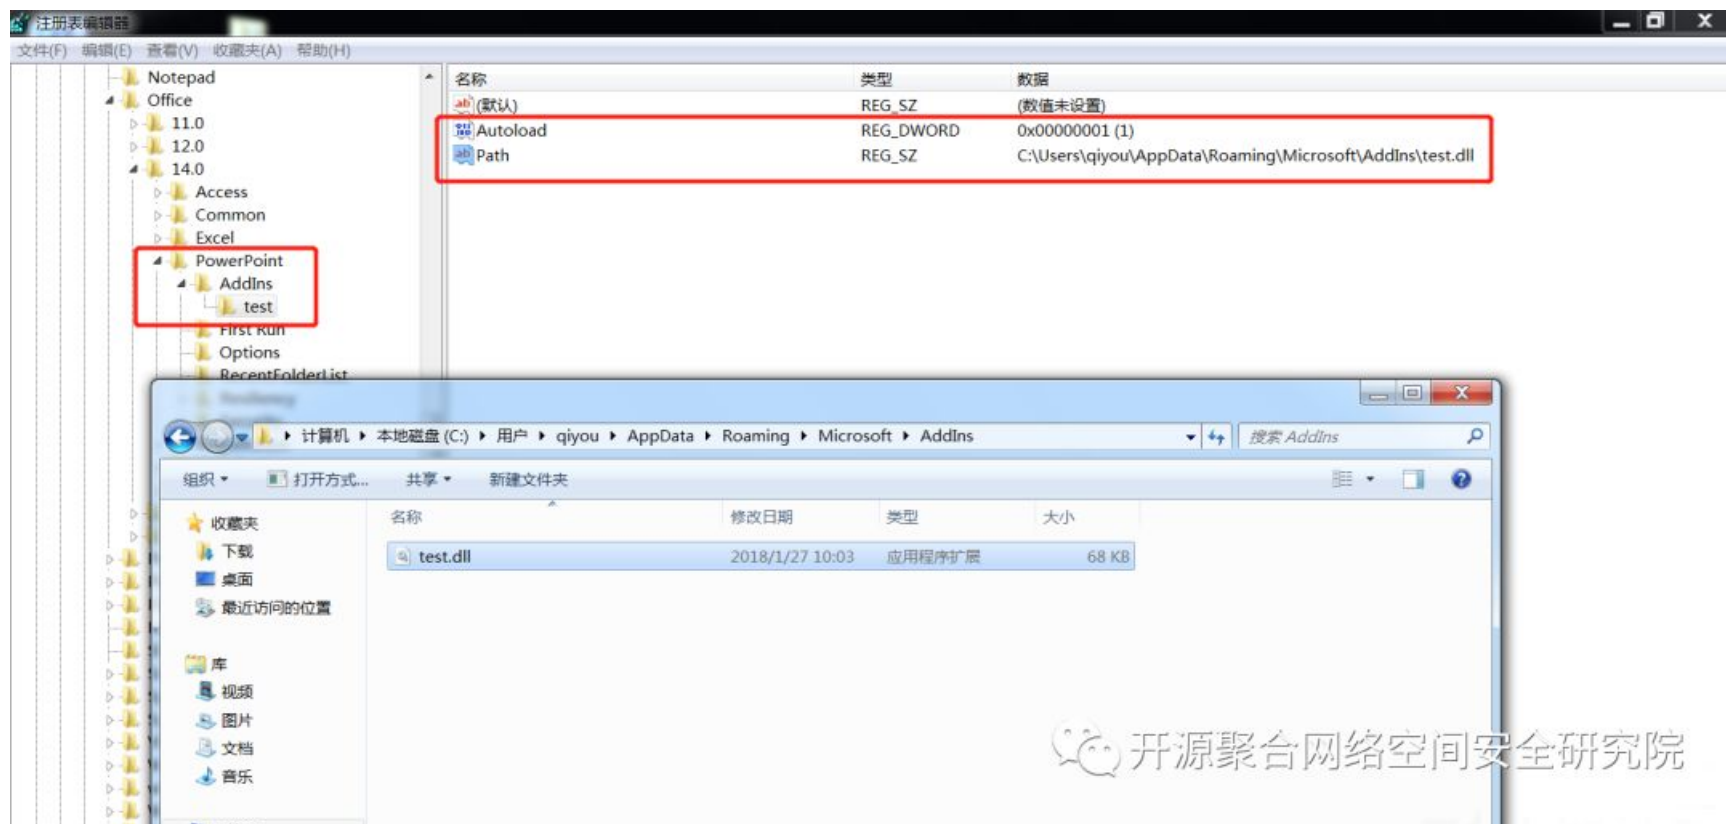 注册表编辑器
文件(F) 编辑(E) 查看(V) 收藏夹(A) 帮助(H)
Notepad
Office
11.0
12.0
14.0
Access
Common
Excel
PowerPoint
AddIns
test
First Run
Options
RecentFolderList
名称 类型 数据
(默认) REG_SZ (数值未设置)
Autoload REG_DWORD 0x00000001 (1)
Path REG_SZ C:\Users\qiyou\AppData\Roaming\Microsoft\AddIns\test.dll
计算机 本地磁盘 (C:) 用户 qiyou AppData Roaming Microsoft AddIns
搜索 AddIns
组织 打开方式... 共享 新建文件夹
收藏夹
下载
桌面
最近访问的位置
库
视频
图片
文档
音乐
名称 修改日期 类型 大小
test.dll 2018/1/27 10:03 应用程序扩展 68 KB
开源聚合网络空间安全研究院